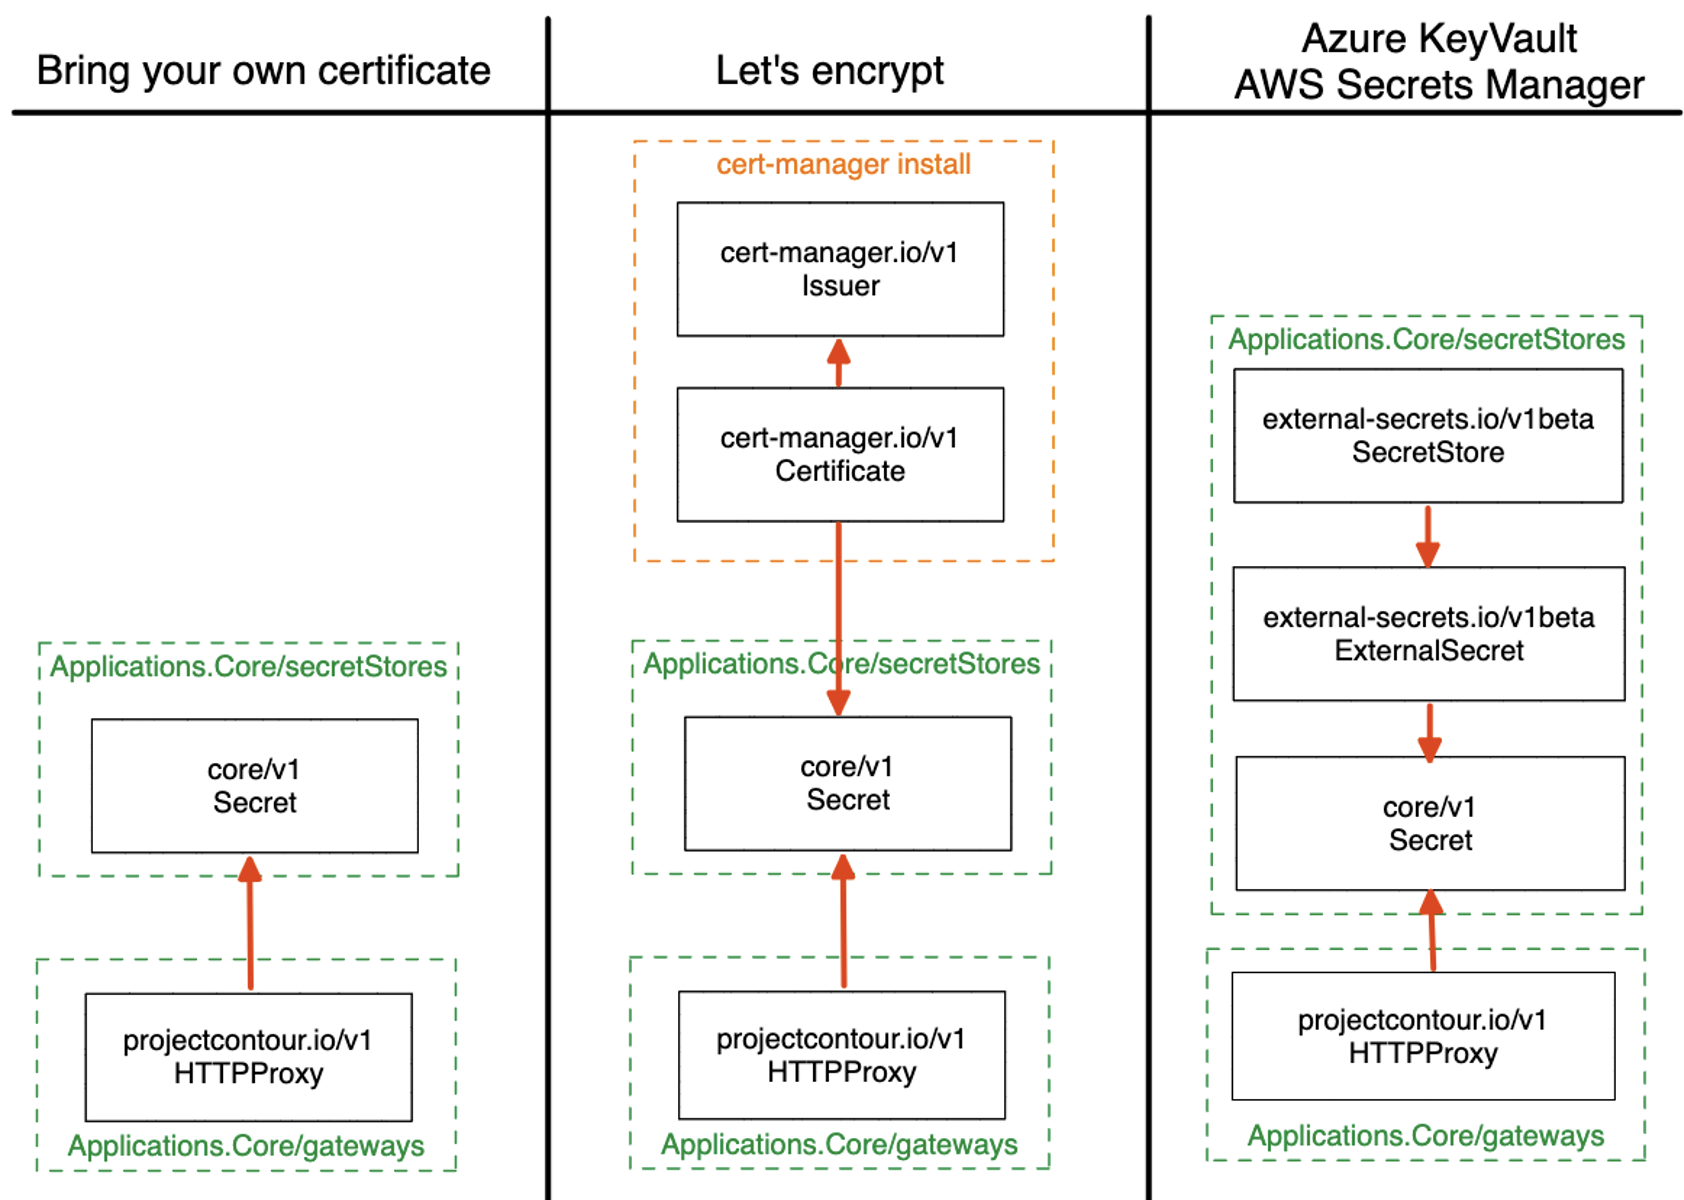 Bring your own certificate
Let's encrypt
Azure KeyVault
AWS Secrets Manager
Applications.Core/secretStores
core/v1
Secret
projectcontour.io/v1
HTTPProxy
Applications.Core/gateways
cert-manager install
cert-manager.io/v1
Issuer
cert-manager.io/v1
Certificate
Applications.Core/secretStores
core/v1
Secret
projectcontour.io/v1
HTTPProxy
Applications.Core/gateways
Applications.Core/secretStores
external-secrets.io/v1beta
SecretStore
external-secrets.io/v1beta
ExternalSecret
core/v1
Secret
projectcontour.io/v1
HTTPProxy
Applications.Core/gateways